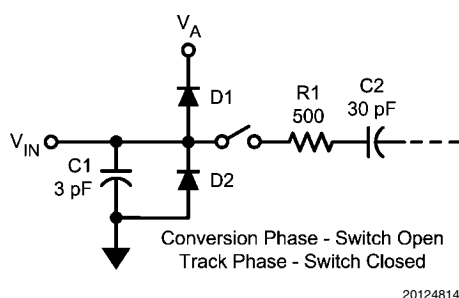 VA
D1
R1
500
C2
30 pF
VIN
C1
3 pF
D2
Conversion Phase - Switch Open
Track Phase - Switch Closed
20124814